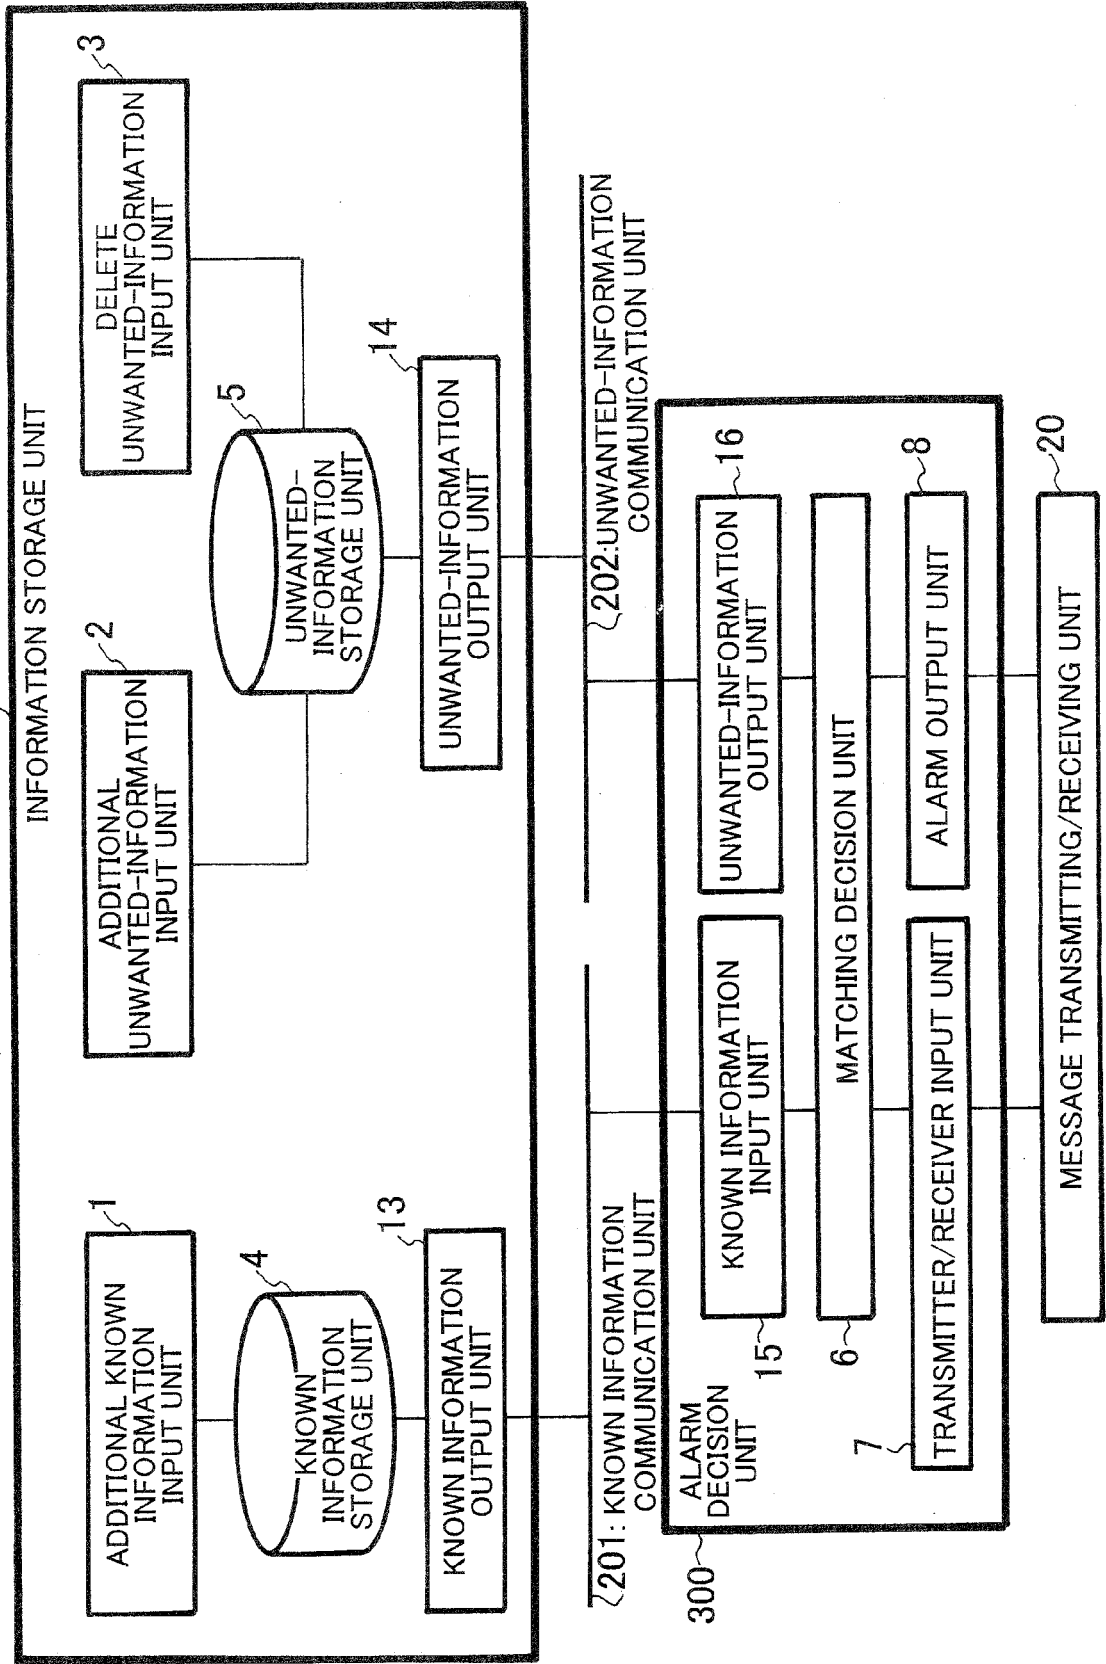 INFORMATION STORAGE UNIT
1
ADDITIONAL KNOWN
INFORMATION
INPUT UNIT
2
ADDITIONAL
UNWANTED-INFORMATION
INPUT UNIT
3
DELETE
UNWANTED-INFORMATION
INPUT UNIT
4
KNOWN
INFORMATION
STORAGE UNIT
5
UNWANTED-
INFORMATION
STORAGE UNIT
13
KNOWN INFORMATION
OUTPUT UNIT
14
UNWANTED-INFORMATION
OUTPUT UNIT
201: KNOWN INFORMATION
COMMUNICATION UNIT
202:UNWANTED-INFORMATION
COMMUNICATION UNIT
300
ALARM
DECISION
UNIT
15
KNOWN INFORMATION
INPUT UNIT
16
UNWANTED-INFORMATION
OUTPUT UNIT
6
MATCHING DECISION UNIT
7
TRANSMITTER/RECEIVER INPUT UNIT
8
ALARM OUTPUT UNIT
20
MESSAGE TRANSMITTING/RECEIVING UNIT